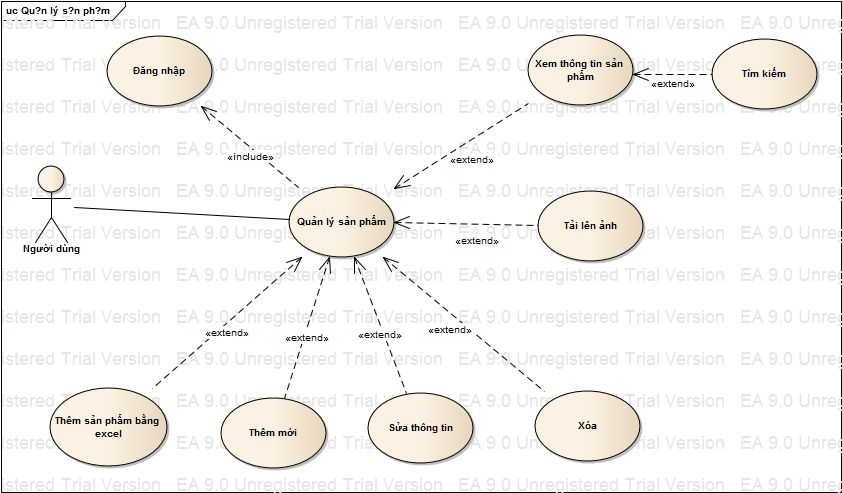 uc Qu?n lý s?n ph?m
EA 9.0 Unregistered Trial Version
Đăng nhập
Xem thông tin sản
phẩm
Tìm kiếm
«extend»
«include»
«extend»
Người dùng
Quản lý sản phẩm
Tải lên ảnh
«extend»
«extend»
«extend»
«extend»
«extend»
Thêm sản phẩm bằng
excel
Thêm mới
Sửa thông tin
Xóa